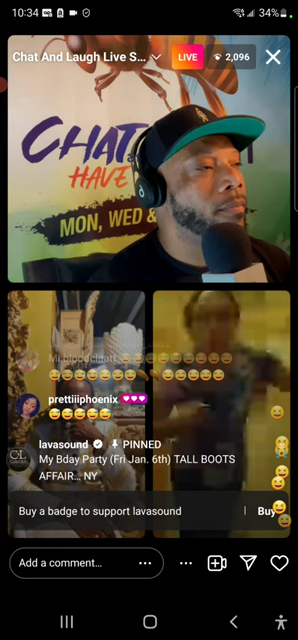 10:34
34%
Chat And Laugh Live S...
LIVE
2,096
CHAT
HAVE
MON, WED &
prettiiiphoenix
lavasound
PINNED
My Bday Party (Fri Jan. 6th) TALL BOOTS
AFFAIR... NY
Buy a badge to support lavasound
Buy
Add a comment...